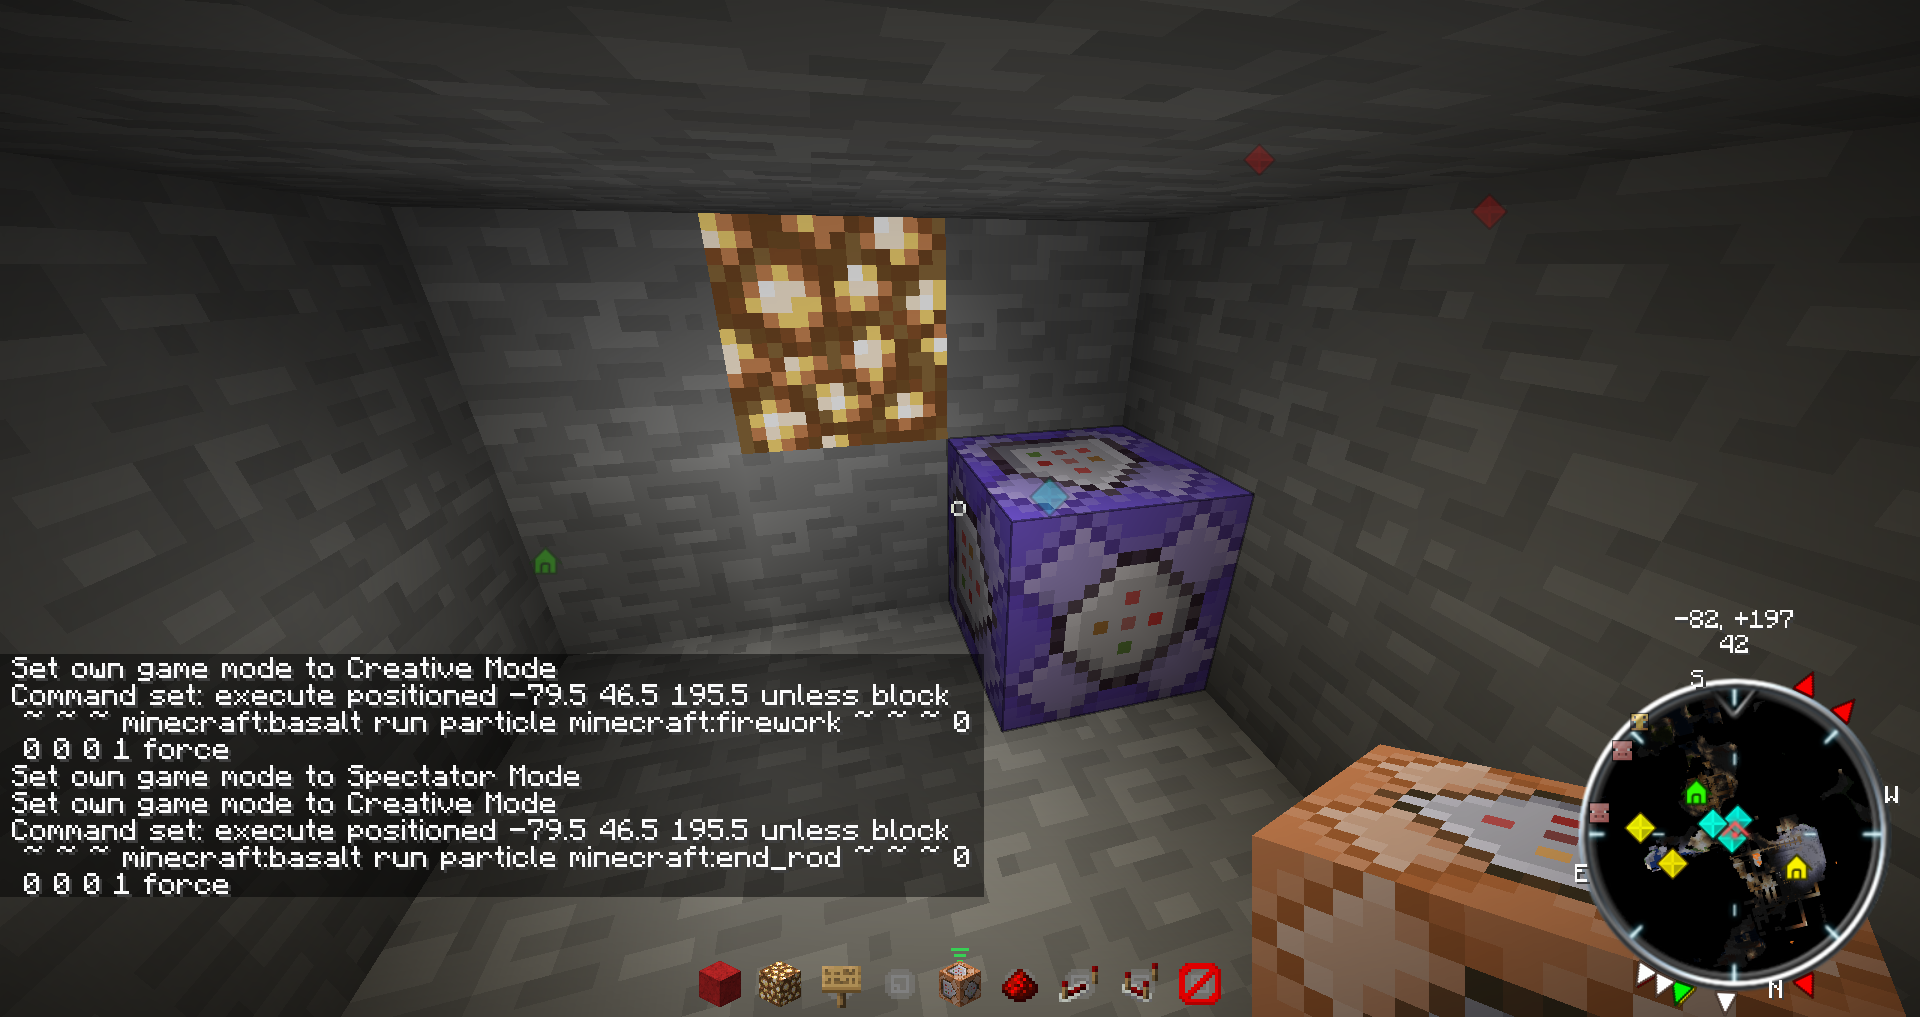 -82, +197
42
S
W
E
N
Set own game mode to Creative Mode
Command set: execute positioned -79.5 46.5 195.5 unless block
~ ~ ~ minecraft:basalt run particle minecraft:firework ~ ~ ~ 0
0 0 0 1 force
Set own game mode to Spectator Mode
Set own game mode to Creative Mode
Command set: execute positioned -79.5 46.5 195.5 unless block
~ ~ ~ minecraft:basalt run particle minecraft:end_rod ~ ~ ~ 0
0 0 0 1 force